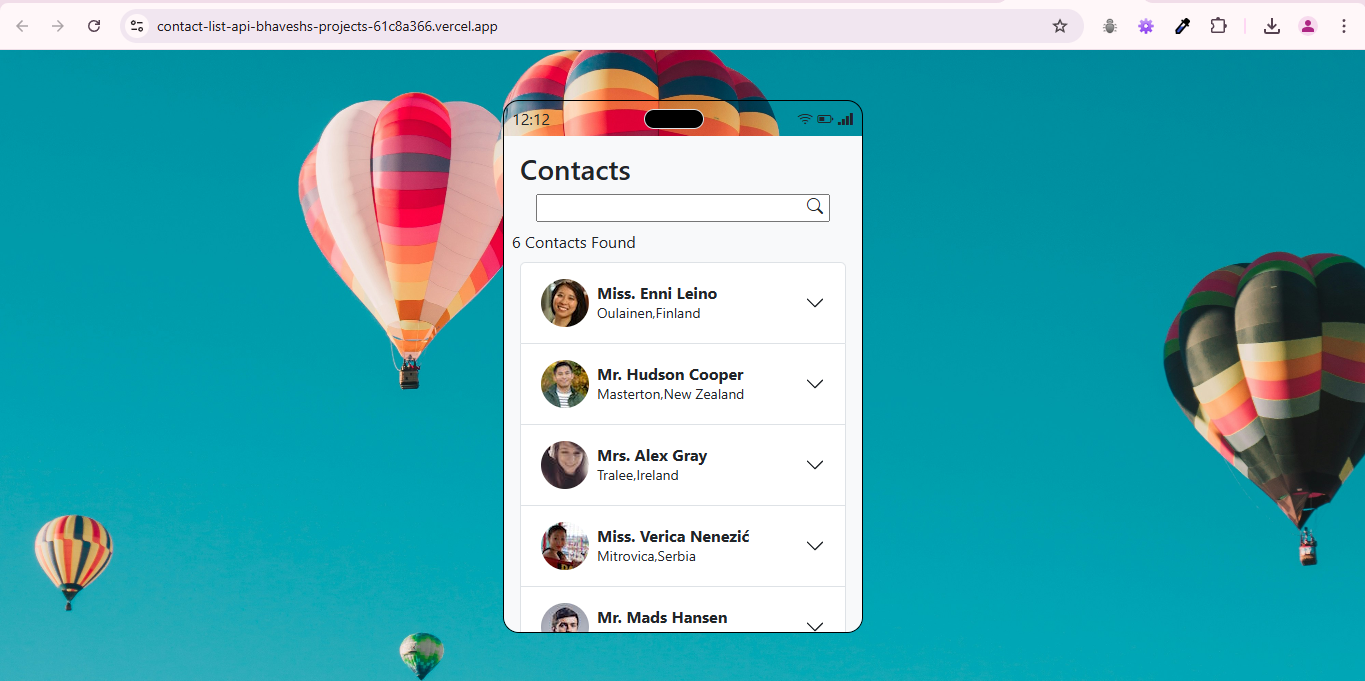 contact-list-api-bhaveshs-projects-61c8a366.vercel.app
12:12
Contacts
6 Contacts Found
Miss. Enni Leino
Oulainen,Finland
Mr. Hudson Cooper
Masterton,New Zealand
Mrs. Alex Gray
Tralee,Ireland
Miss. Verica Nenezić
Mitrovica,Serbia
Mr. Mads Hansen